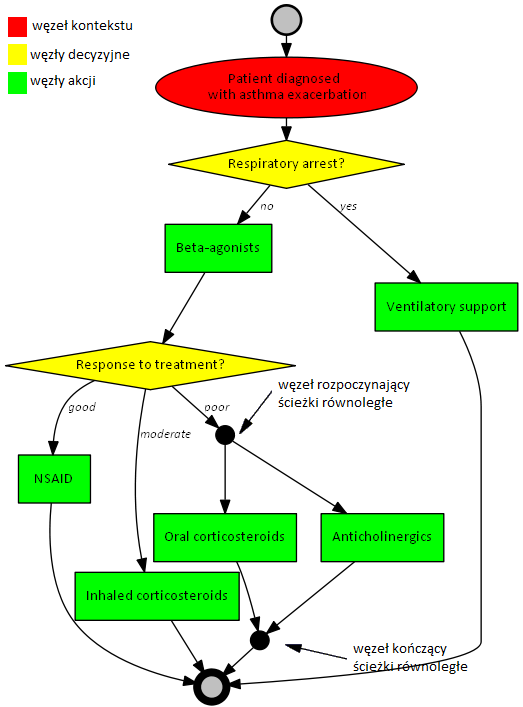 węzeł kontekstu
węzły decyzyjne
węzły akcji
Patient diagnosed
with asthma exacerbation
Respiratory arrest?
no
yes
Beta-agonists
Ventilatory support
Response to treatment?
good
moderate
poor
węzeł rozpoczynający
ścieżki równoległe
NSAID
Oral corticosteroids
Anticholinergics
Inhaled corticosteroids
węzeł kończący
ścieżki równoległe